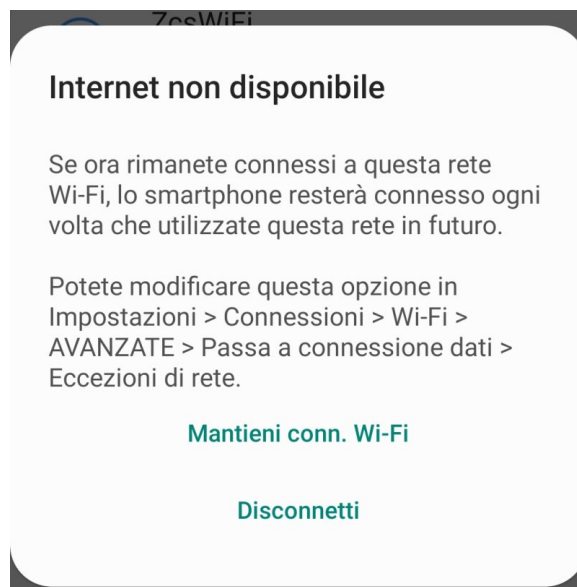 ZcsWiFi
Internet non disponibile
Se ora rimanete connessi a questa rete
Wi-Fi, lo smartphone resterà connesso ogni
volta che utilizzate questa rete in futuro.
Potete modificare questa opzione in
Impostazioni > Connessioni > Wi-Fi >
AVANZATE > Passa a connessione dati >
Eccezioni di rete.
Mantieni conn. Wi-Fi
Disconnetti